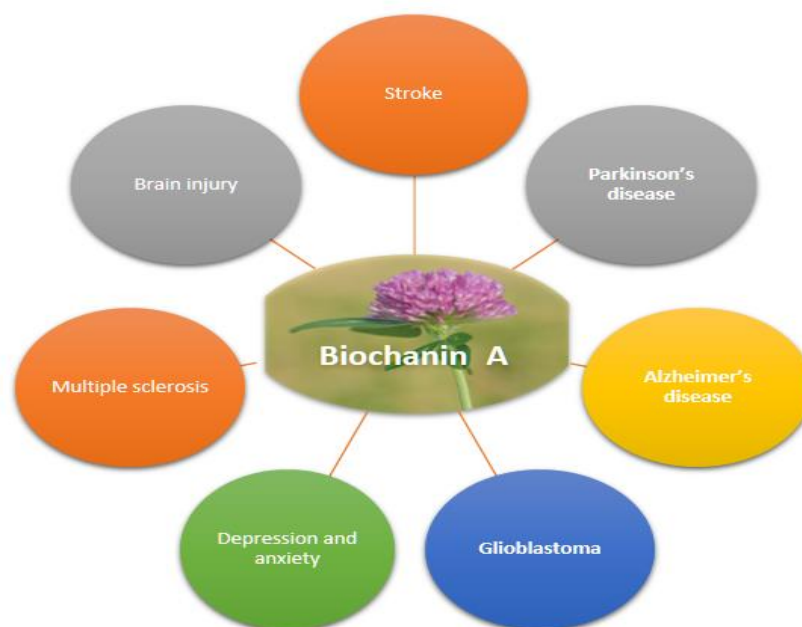 Stroke
Parkinson's
disease
Alzheimer's
disease
Glioblastoma
Depression and
anxiety
Multiple sclerosis
Brain injury
Biochanin A